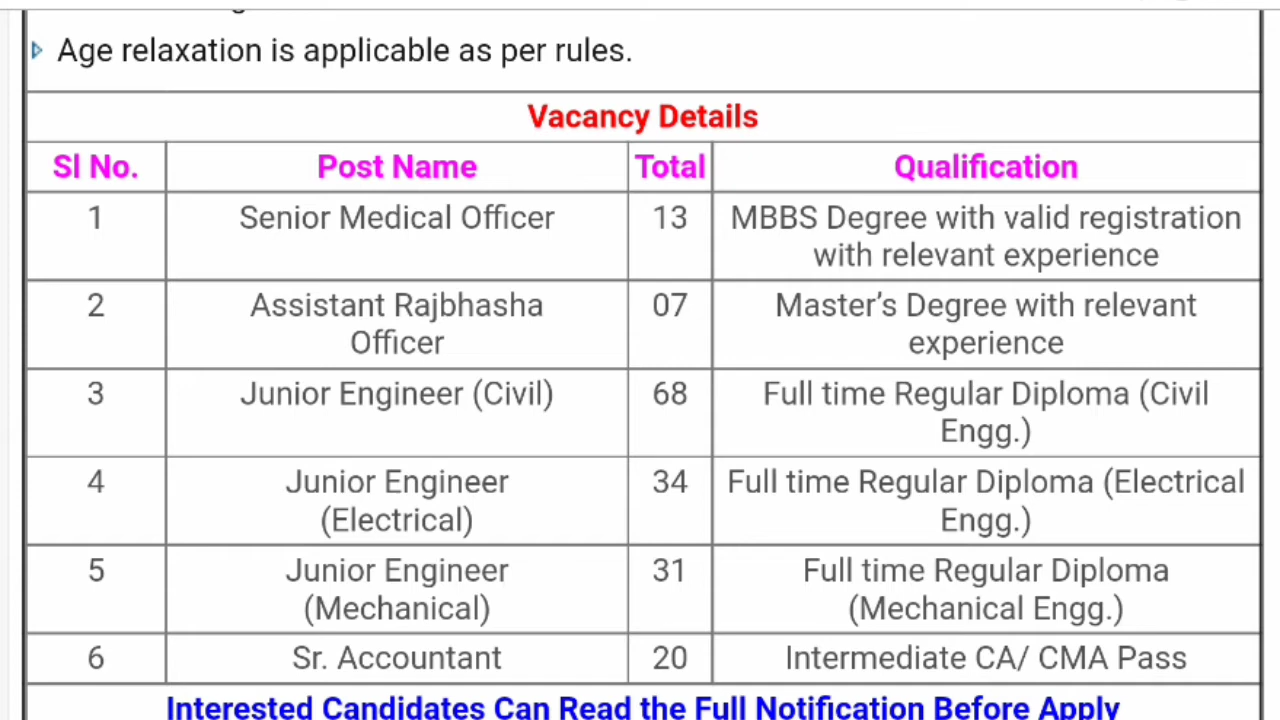 Age relaxation is applicable as per rules.
Vacancy Details
Sl No. Post Name Total Qualification
1 Senior Medical Officer 13 MBBS Degree with valid registration
with relevant experience
2 Assistant Rajbhasha 07 Master's Degree with relevant
Officer experience
3 Junior Engineer (Civil) 68 Full time Regular Diploma (Civil
Engg.)
4 Junior Engineer 34 Full time Regular Diploma (Electrical
(Electrical) Engg.)
5 Junior Engineer 31 Full time Regular Diploma
(Mechanical) (Mechanical Engg.)
6 Sr. Accountant 20 Intermediate CA/ CMA Pass
Interested Candidates Can Read the Full Notification Before Apply